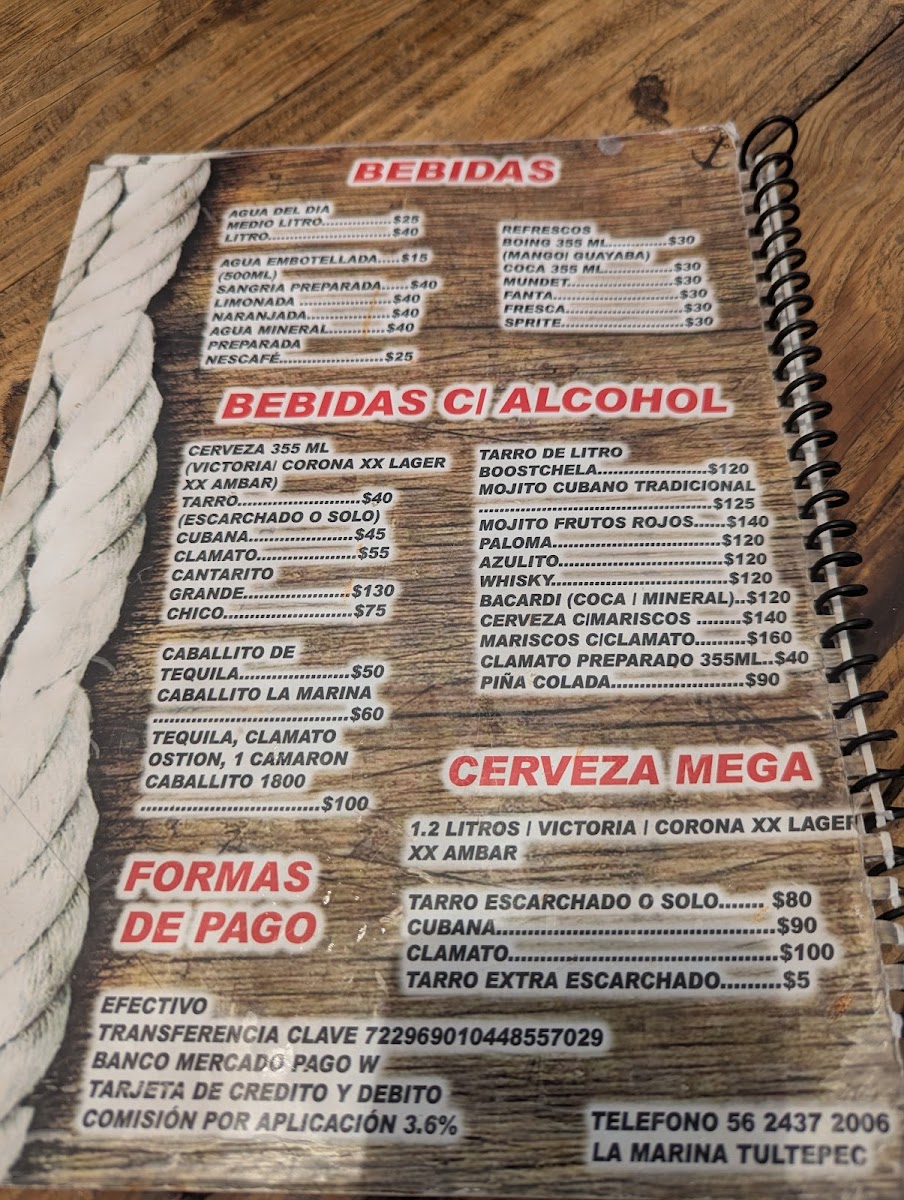 BEBIDAS
AGUA DEL DIA
MEDIO LITRO..............$25
LITRO..............................$40
AGUA EMBOTELLADA.....$15
(500ML)
SANGRIA PREPARADA......$40
LIMONADA ......................$40
NARANJADA....................$40
AGUA MINERAL...............$40
PREPARADA
NESCAFÉ.......................$25
REFRESCOS
BOING 355 ML.............$30
(MANGO/ GUAYABA)
COCA 355 ML...............$30
MUNDET.......................$30
FANTA...........................$30
FRESCA.........................$30
SPRITE..........................$30
BEBIDAS C/ ALCOHOL
CERVEZA 355 ML
(VICTORIA/ CORONA XX LAGER
XX AMBAR)
TARRO.......................$40
(ESCARCHADO O SOLO)
CUBANA.........................$45
CLAMATO...................$55
CANTARITO
GRANDE....................$130
CHICO........................$75
CABALLITO DE
TEQUILA.....................$50
CABALLITO LA MARINA
...................................$60
TEQUILA, CLAMATO
OSTION, 1 CAMARON
CABALLITO 1800
................................$100
TARRO DE LITRO
BOOSTCHELA....................$120
MOJITO CUBANO TRADICIONAL
..........................................$125
MOJITO FRUTOS ROJOS......$140
PALOMA...............................$120
AZULITO..............................$120
WHISKY................................$120
BACARDI (COCA / MINERAL)..$120
CERVEZA C/MARISCOS ........$140
MARISCOS C/CLAMATO.........$160
CLAMATO PREPARADO 355ML..$40
PIÑA COLADA.......................$90
CERVEZA MEGA
1.2 LITROS / VICTORIA / CORONA XX LAGER
XX AMBAR
TARRO ESCARCHADO O SOLO....... $80
CUBANA...........................................$90
CLAMATO.........................................$100
TARRO EXTRA ESCARCHADO.........$5
FORMAS
DE PAGO
EFECTIVO
TRANSFERENCIA CLAVE 722969010448557029
BANCO MERCADO PAGO W
TARJETA DE CREDITO Y DEBITO
COMISIÓN POR APLICACIÓN 3.6%
TELEFONO 56 2437 2006
LA MARINA TULTEPEC